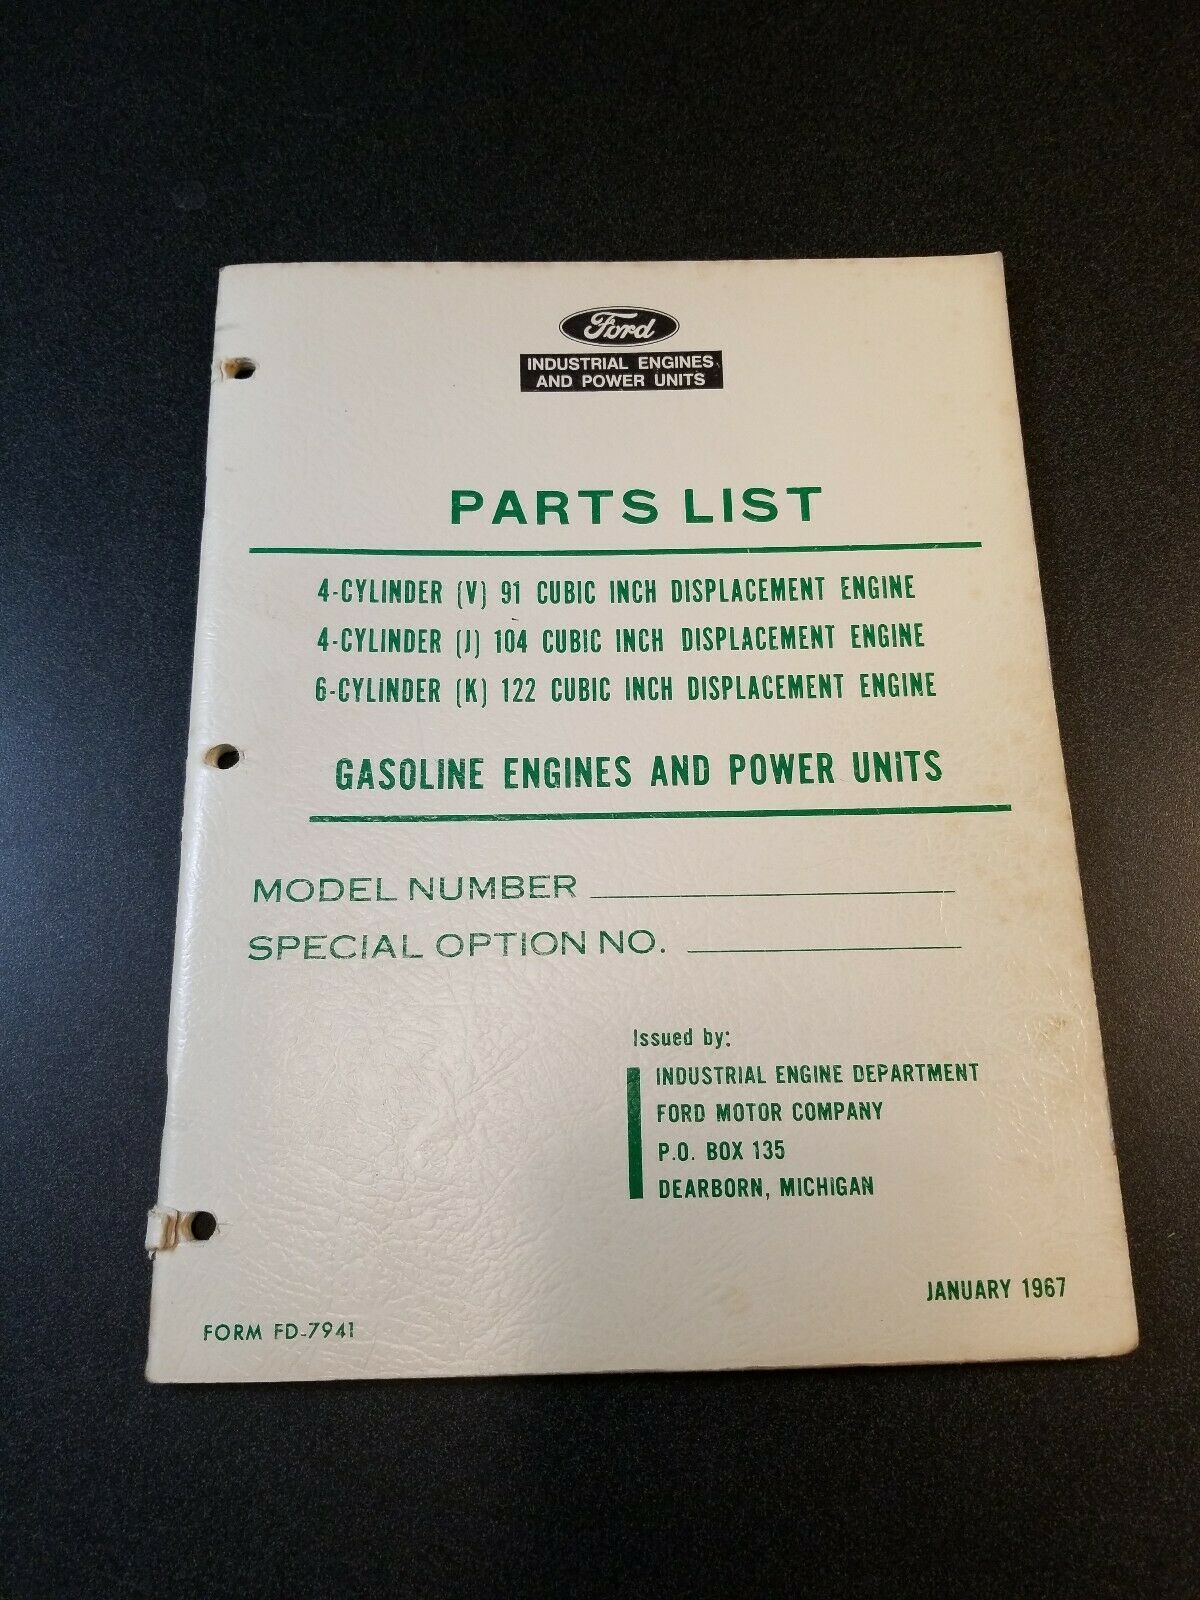 Ford
INDUSTRIAL ENGINES
AND POWER UNITS
PARTS LIST
4-CYLINDER (V) 91 CUBIC INCH DISPLACEMENT ENGINE
4-CYLINDER (J) 104 CUBIC INCH DISPLACEMENT ENGINE
6-CYLINDER (K) 122 CUBIC INCH DISPLACEMENT ENGINE
GASOLINE ENGINES AND POWER UNITS
MODEL NUMBER
SPECIAL OPTION NO.
Issued by:
INDUSTRIAL ENGINE DEPARTMENT
FORD MOTOR COMPANY
P.O. BOX 135
DEARBORN, MICHIGAN
JANUARY 1967
FORM FD-7941